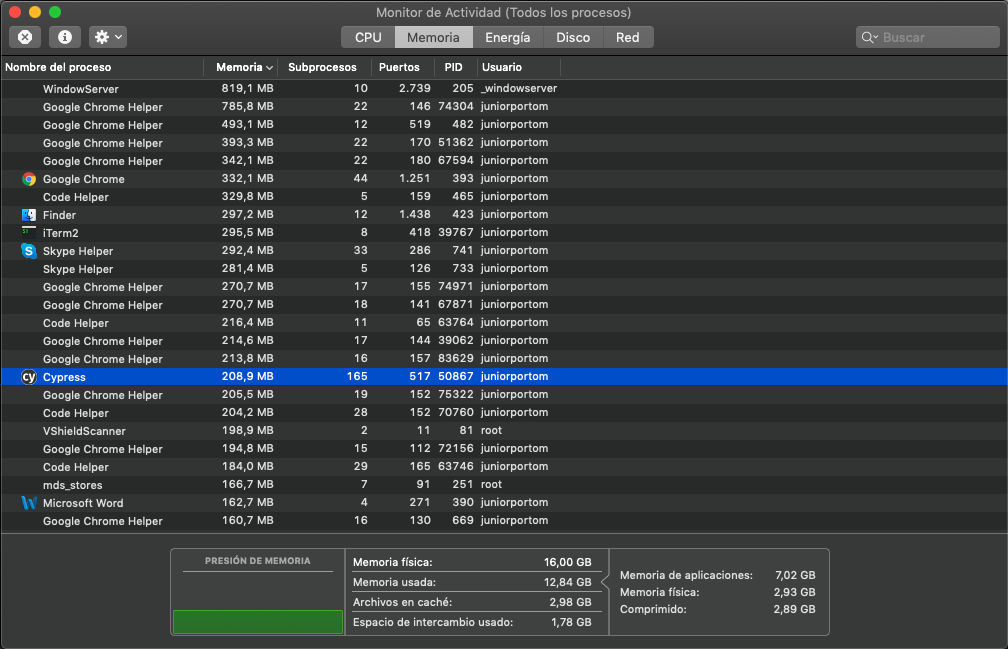 Monitor de Actividad (Todos los procesos)
CPU Memoria Energía Disco Red Buscar
Nombre del proceso Memoria Subprocesos Puertos PID Usuario
WindowServer 819,1 MB 10 2.739 205 _windowserver
Google Chrome Helper 785,8 MB 22 146 74304 juniorportom
Google Chrome Helper 493,1 MB 12 519 482 juniorportom
Google Chrome Helper 393,3 MB 22 170 51362 juniorportom
Google Chrome Helper 342,1 MB 22 180 67594 juniorportom
Google Chrome 332,1 MB 44 1.251 393 juniorportom
Code Helper 329,8 MB 5 159 465 juniorportom
Finder 297,2 MB 12 1.438 423 juniorportom
iTerm2 295,5 MB 8 418 39767 juniorportom
Skype Helper 292,4 MB 33 286 741 juniorportom
Skype Helper 281,4 MB 5 126 733 juniorportom
Google Chrome Helper 270,7 MB 17 155 74971 juniorportom
Google Chrome Helper 270,7 MB 18 141 67871 juniorportom
Code Helper 216,4 MB 11 65 63764 juniorportom
Google Chrome Helper 214,6 MB 17 144 39062 juniorportom
Google Chrome Helper 213,8 MB 16 157 83629 juniorportom
cy Cypress 208,9 MB 165 517 50867 juniorportom
Google Chrome Helper 205,5 MB 19 152 75322 juniorportom
Code Helper 204,2 MB 28 152 70760 juniorportom
VShieldScanner 198,9 MB 2 11 81 root
Google Chrome Helper 194,8 MB 15 112 72156 juniorportom
Code Helper 184,0 MB 29 165 63746 juniorportom
mds_stores 166,7 MB 7 91 251 root
Microsoft Word 162,7 MB 4 271 390 juniorportom
Google Chrome Helper 160,7 MB 16 130 669 juniorportom
PRESIÓN DE MEMORIA
Memoria física: 16,00 GB
Memoria usada: 12,84 GB
Archivos en caché: 2,98 GB
Espacio de intercambio usado: 1,78 GB
Memoria de aplicaciones: 7,02 GB
Memoria física: 2,93 GB
Comprimido: 2,89 GB